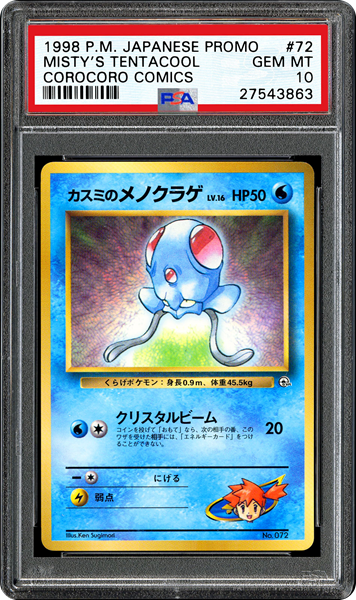 1998 P.M. JAPANESE PROMO #72
MISTY'S TENTACOOL GEM MT
COROCORO COMICS 10
PSA 27543863
カスミのメノクラゲ LV.16 HP50
くらげポケモン：身長0.9m、体重45.5kg
クリスタルビーム 20
コインを投げて「おもて」なら、次の相手の番、この
ワザを受けた相手には、「エネルギーカード」をつけ
ることができない。
にげる
弱点
Illus.Ken Sugimori No.072